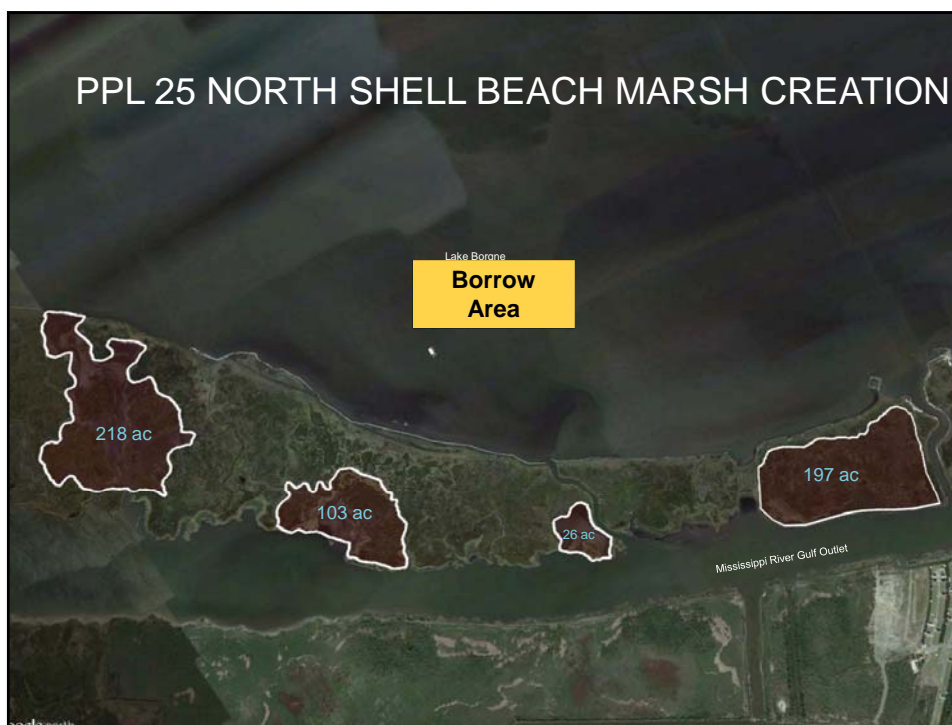 PPL 25 NORTH SHELL BEACH MARSH CREATION
Lake Borgne
Borrow
Area
218 ac
103 ac
26 ac
197 ac
Mississippi River Gulf Outlet